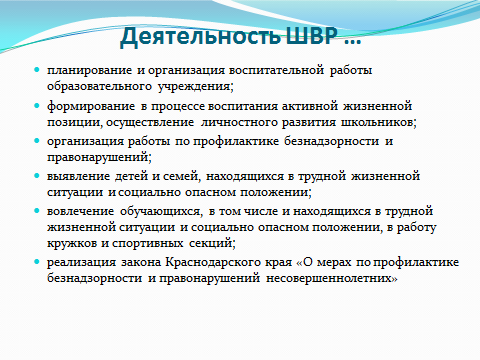 Деятельность ШВР ...
планирование и организация воспитательной работы
образовательного учреждения;
формирование в процессе воспитания активной жизненной
позиции, осуществление личностного развития школьников;
организация работы по профилактике безнадзорности и
правонарушений;
выявление детей и семей, находящихся в трудной жизненной
ситуации и социально опасном положении;
вовлечение обучающихся, в том числе и находящихся в трудной
жизненной ситуации и социально опасном положении, в работу
кружков и спортивных секций;
реализация закона Краснодарского края «О мерах по профилактике
безнадзорности и правонарушений несовершеннолетних»